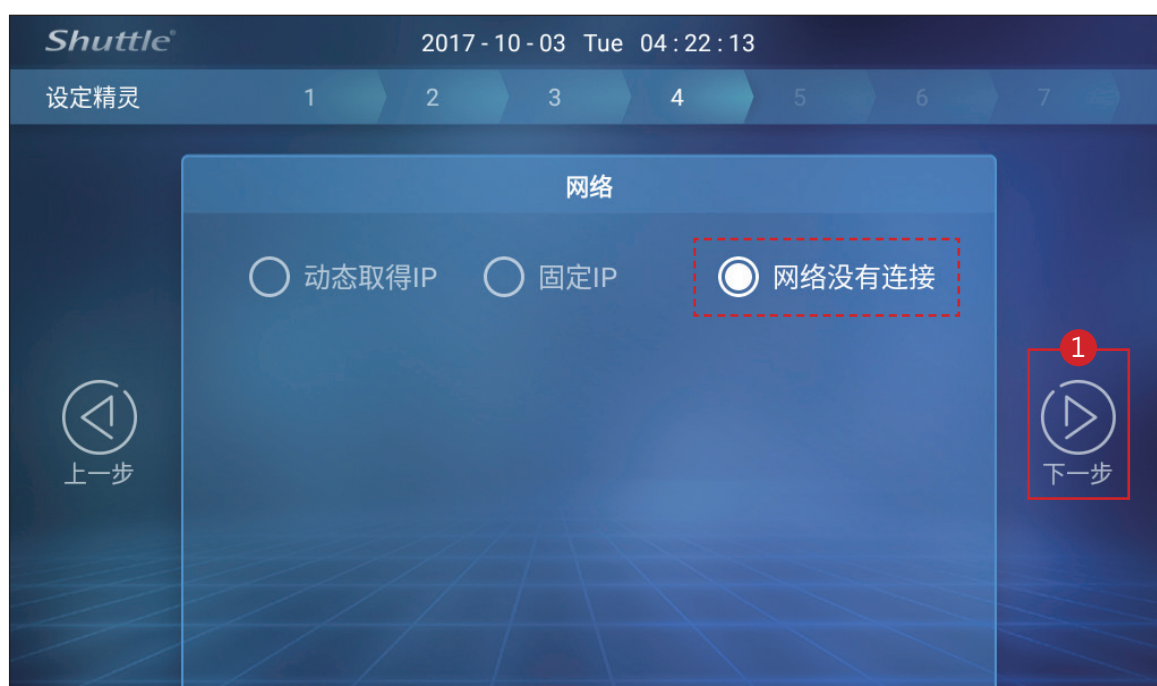 Shuttle® 2017-10-03 Tue 04:22:13
设定精灵 1 2 3 4 5 6 7
网络
动态取得IP 固定IP 网络没有连接
1
上一步 下一步